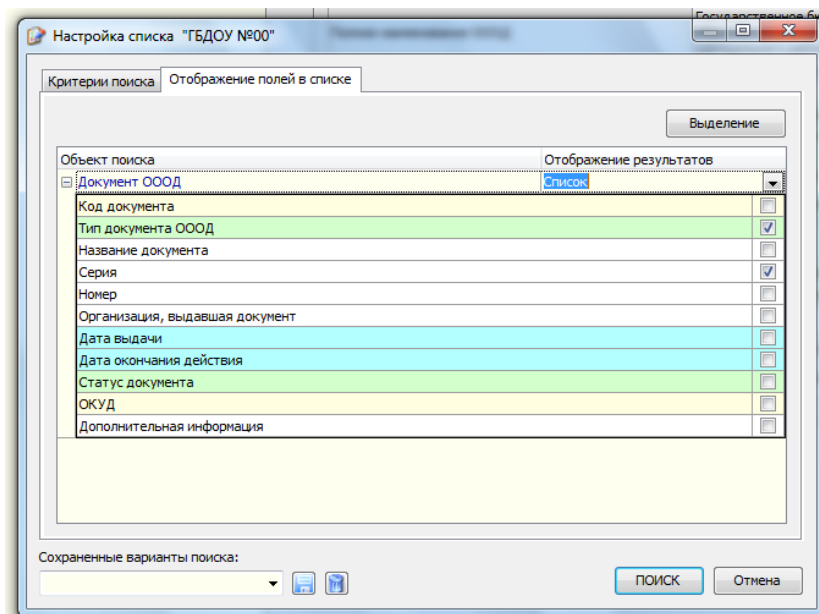 Государственное бю
Настройка списка "ГБДОУ №00"
Критерии поиска
Отображение полей в списке
Выделение
Объект поиска Отображение результатов
Документ ОООД Список
Код документа
Тип документа ОООД
Название документа
Серия
Номер
Организация, выдавшая документ
Дата выдачи
Дата окончания действия
Статус документа
ОКУД
Дополнительная информация
Сохраненные варианты поиска:
ПОИСК
Отмена